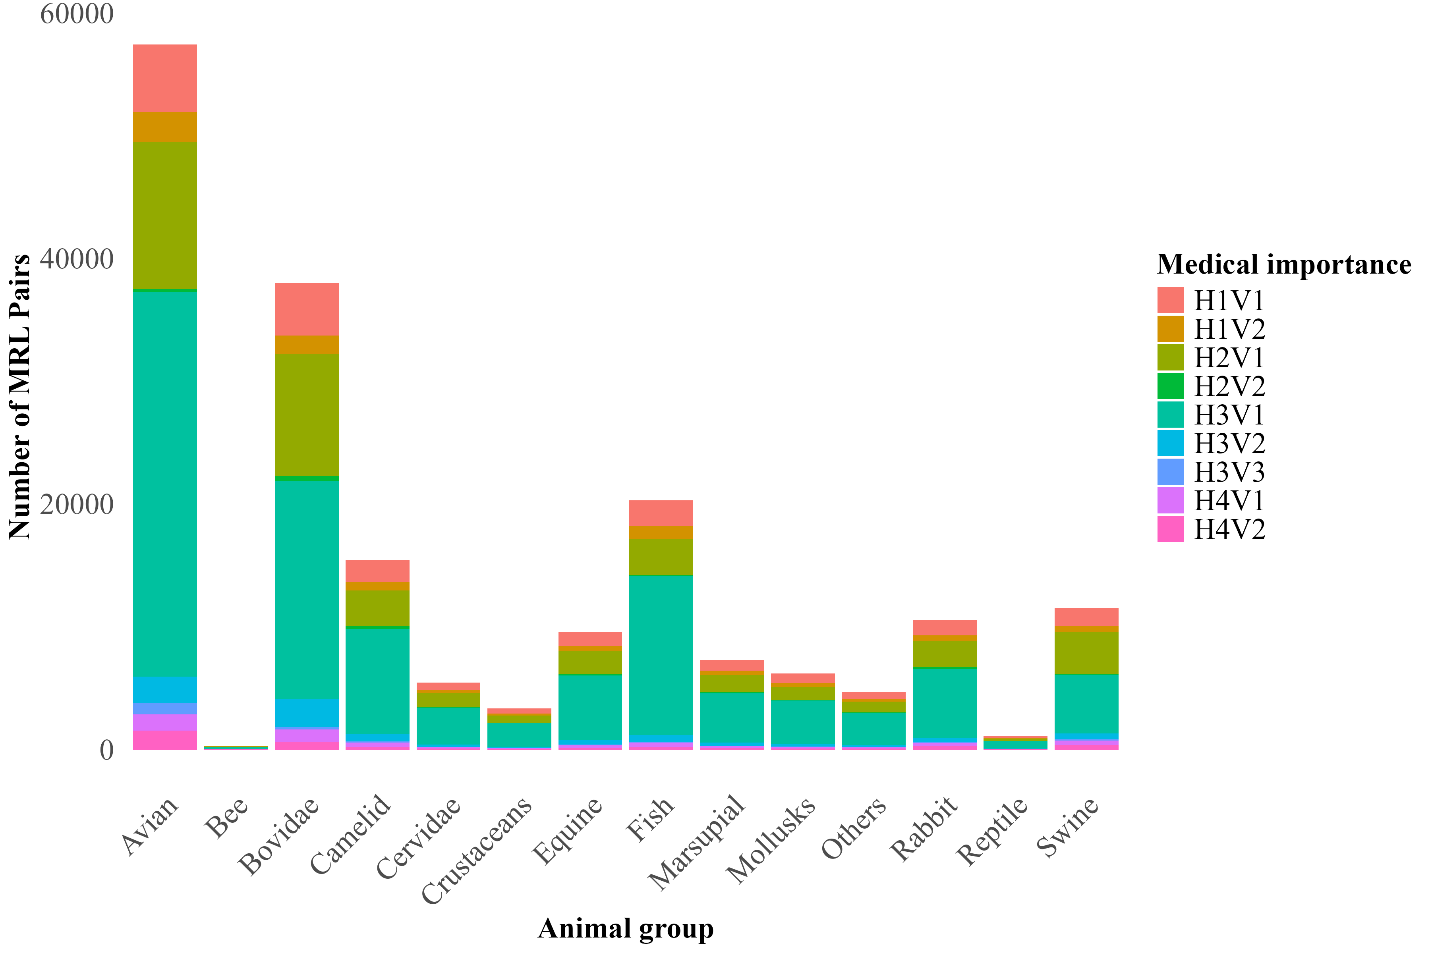 60000
40000
20000
0
Number of MRL Pairs
Avian
Bee
Bovidae
Camelid
Cervidae
Crustaceans
Equine
Fish
Marsupial
Mollusks
Others
Rabbit
Reptile
Swine
Animal group
Medical importance
H1V1
H1V2
H2V1
H2V2
H3V1
H3V2
H3V3
H4V1
H4V2